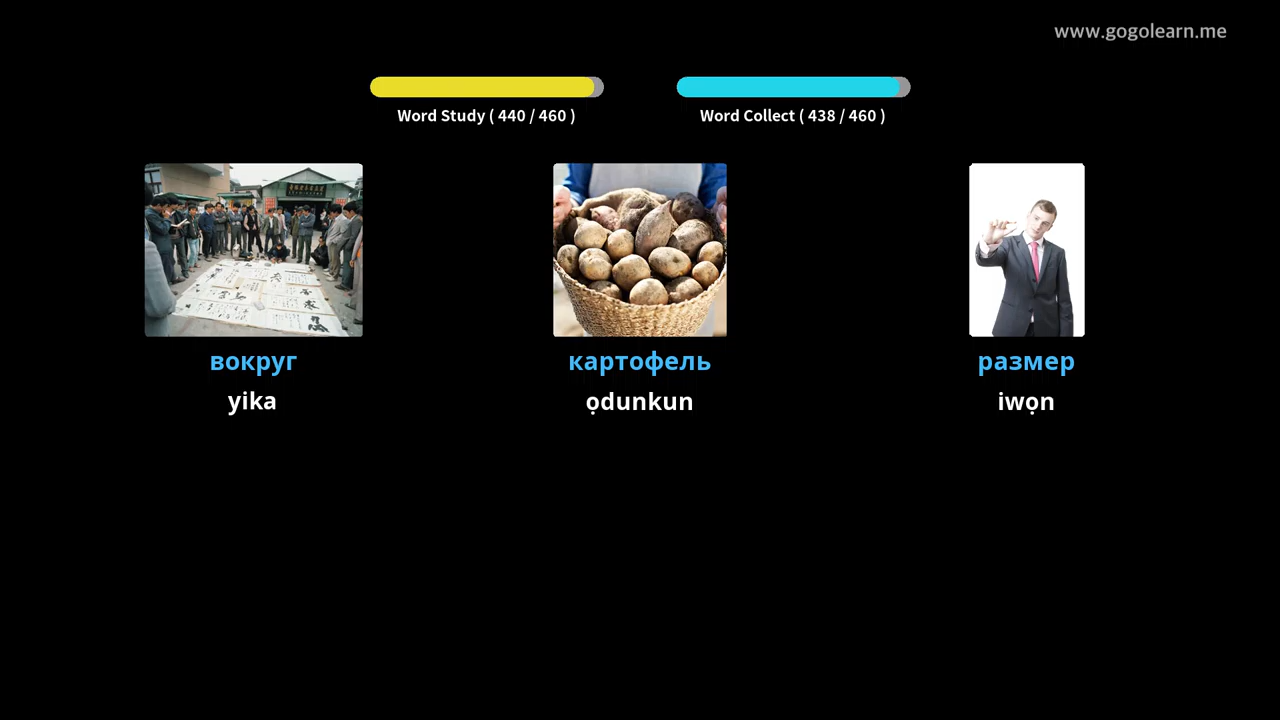 www.gogolearn.me
Word Study ( 440 / 460 )
Word Collect ( 438 / 460 )
вокруг
картофель
размер
yika
ọdunkun
iwọn